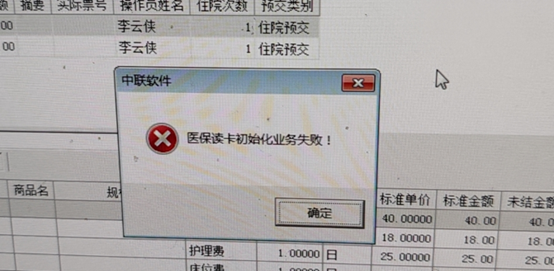 摘要 实际票号 操作员姓名 住院次数 预交类别
00 李云侠 1 住院预交
00 李云侠 1 住院预交
中联软件
医保读卡初始化业务失败！
确定
商品名 标准单价 标准金额 未结金额
40.00000 40.00 40.0
18.00000 18.00 18.0
护理费 1.00000 日 25.00000 25.00 25.0
床位费